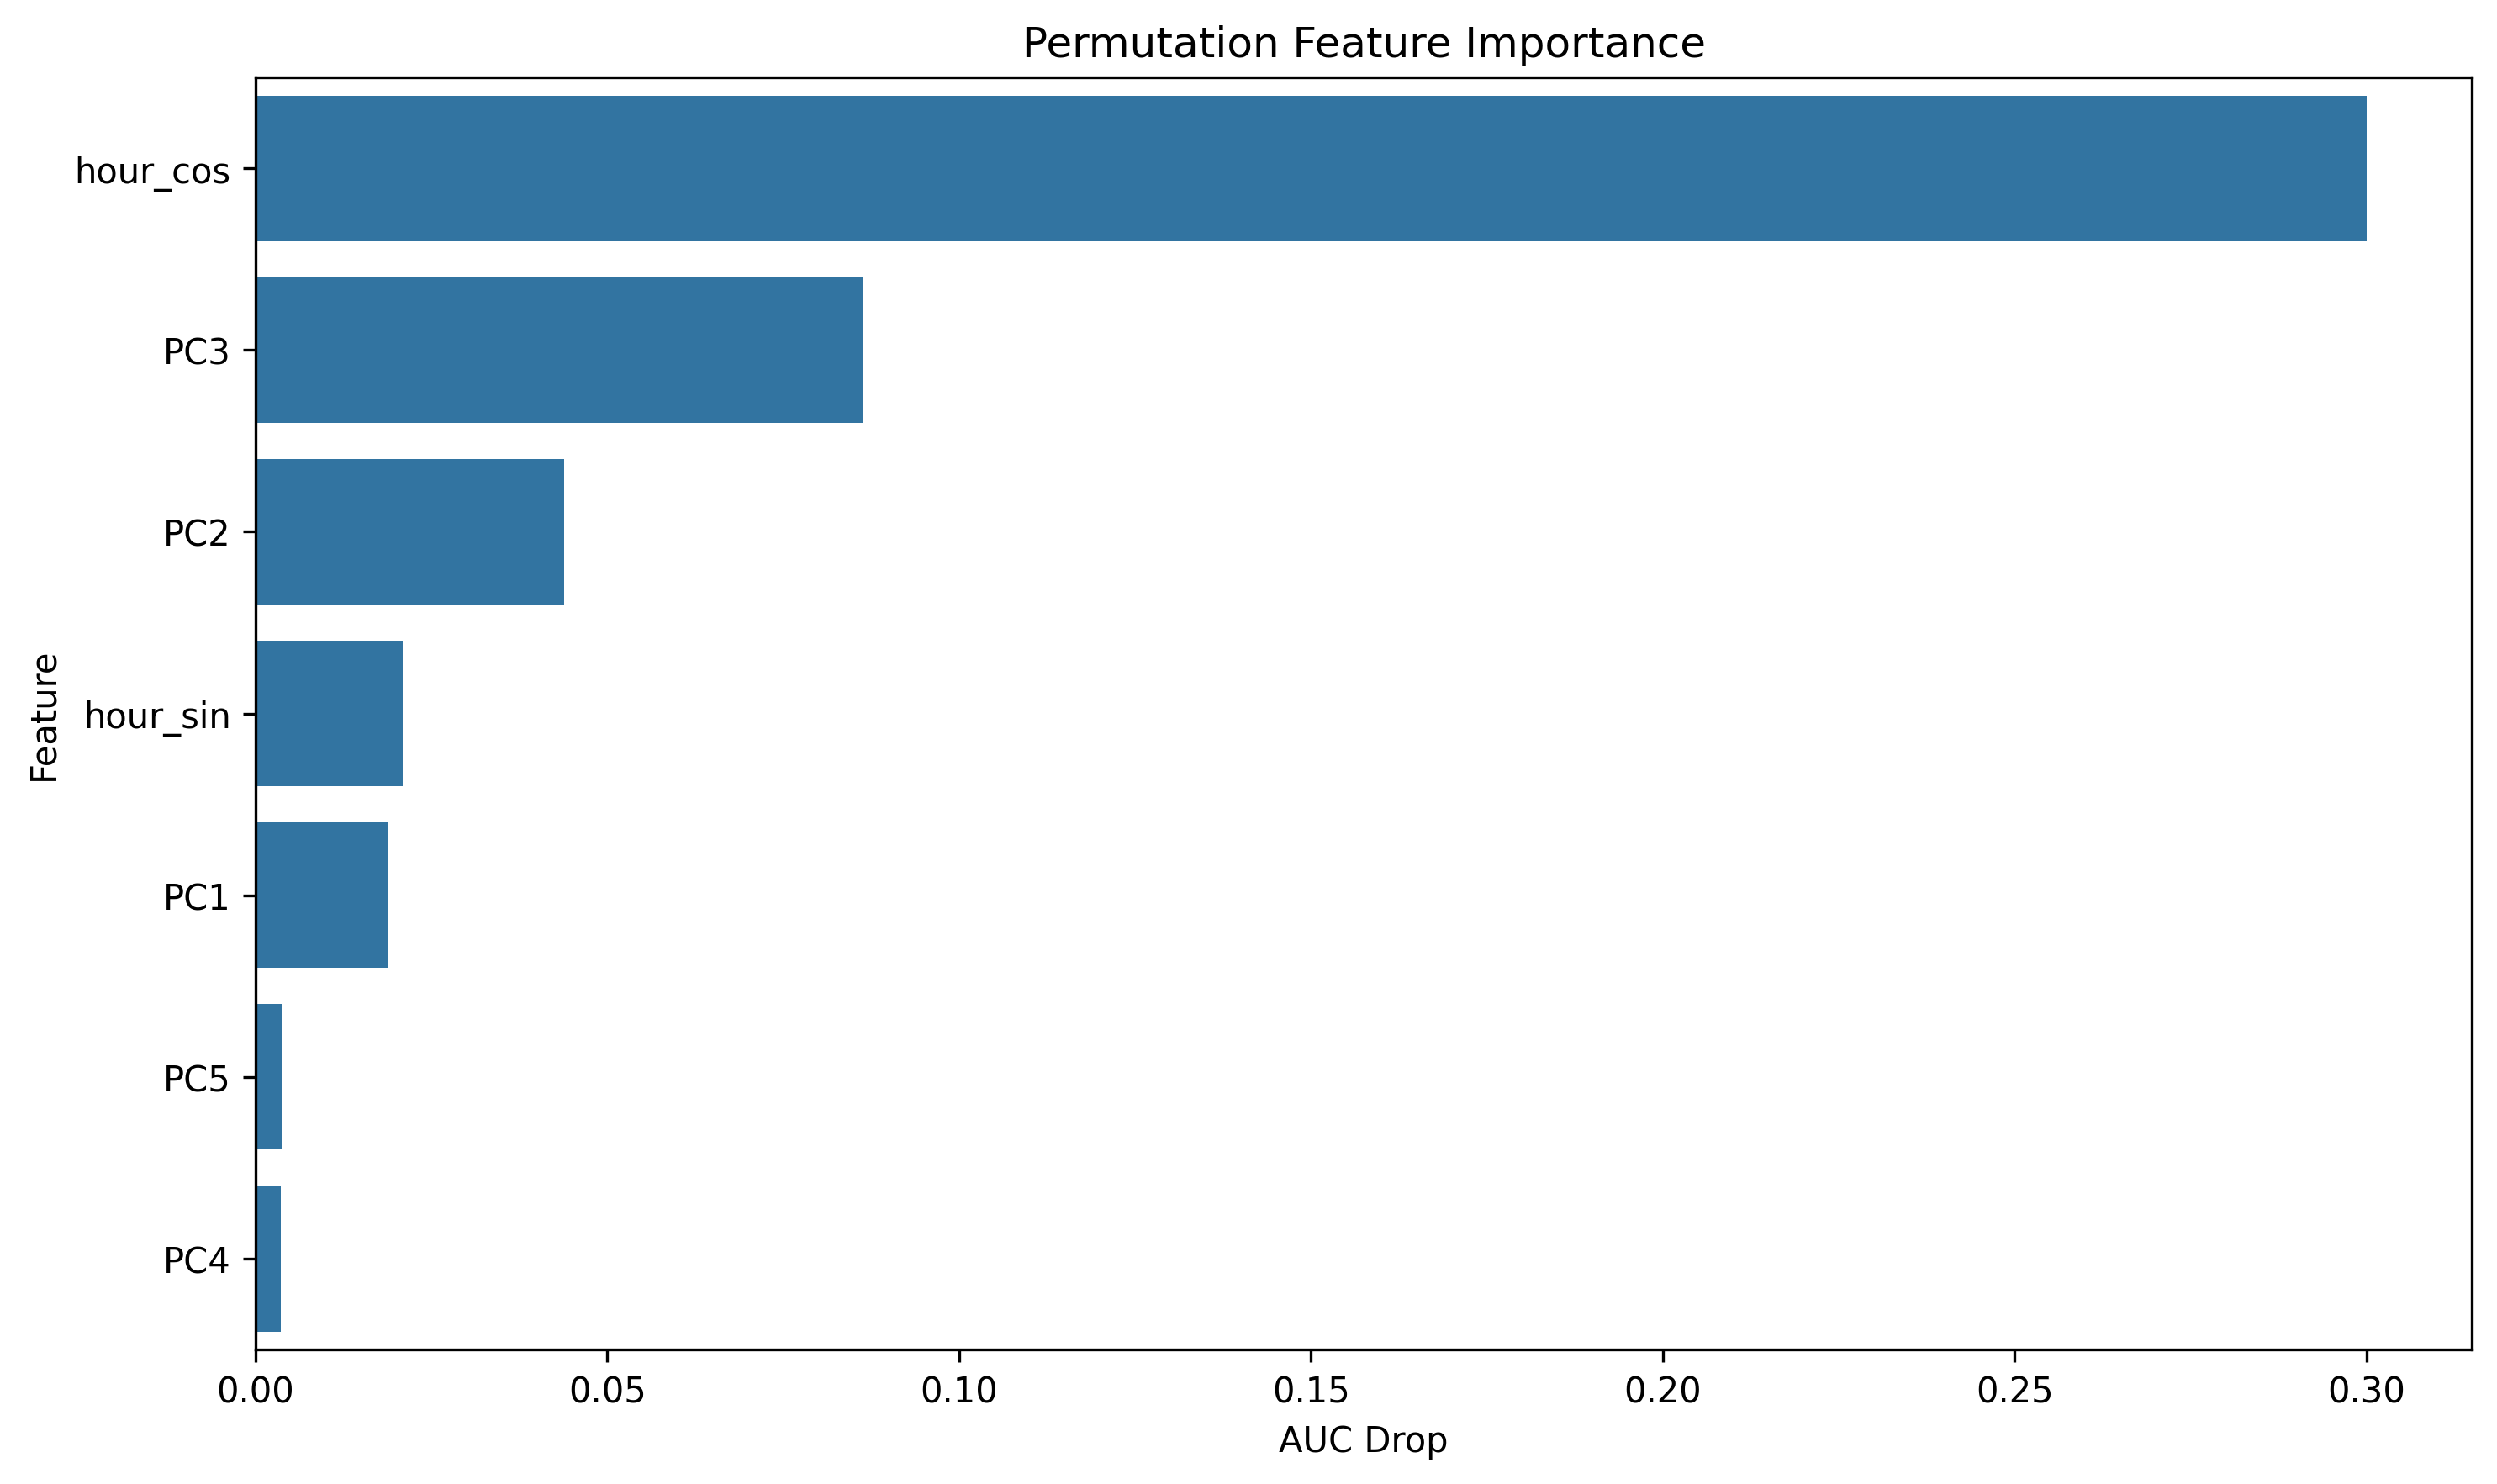 Permutation Feature Importance
hour_cos
PC3
PC2
hour_sin
PC1
PC5
PC4
Feature
0.00 0.05 0.10 0.15 0.20 0.25 0.30
AUC Drop